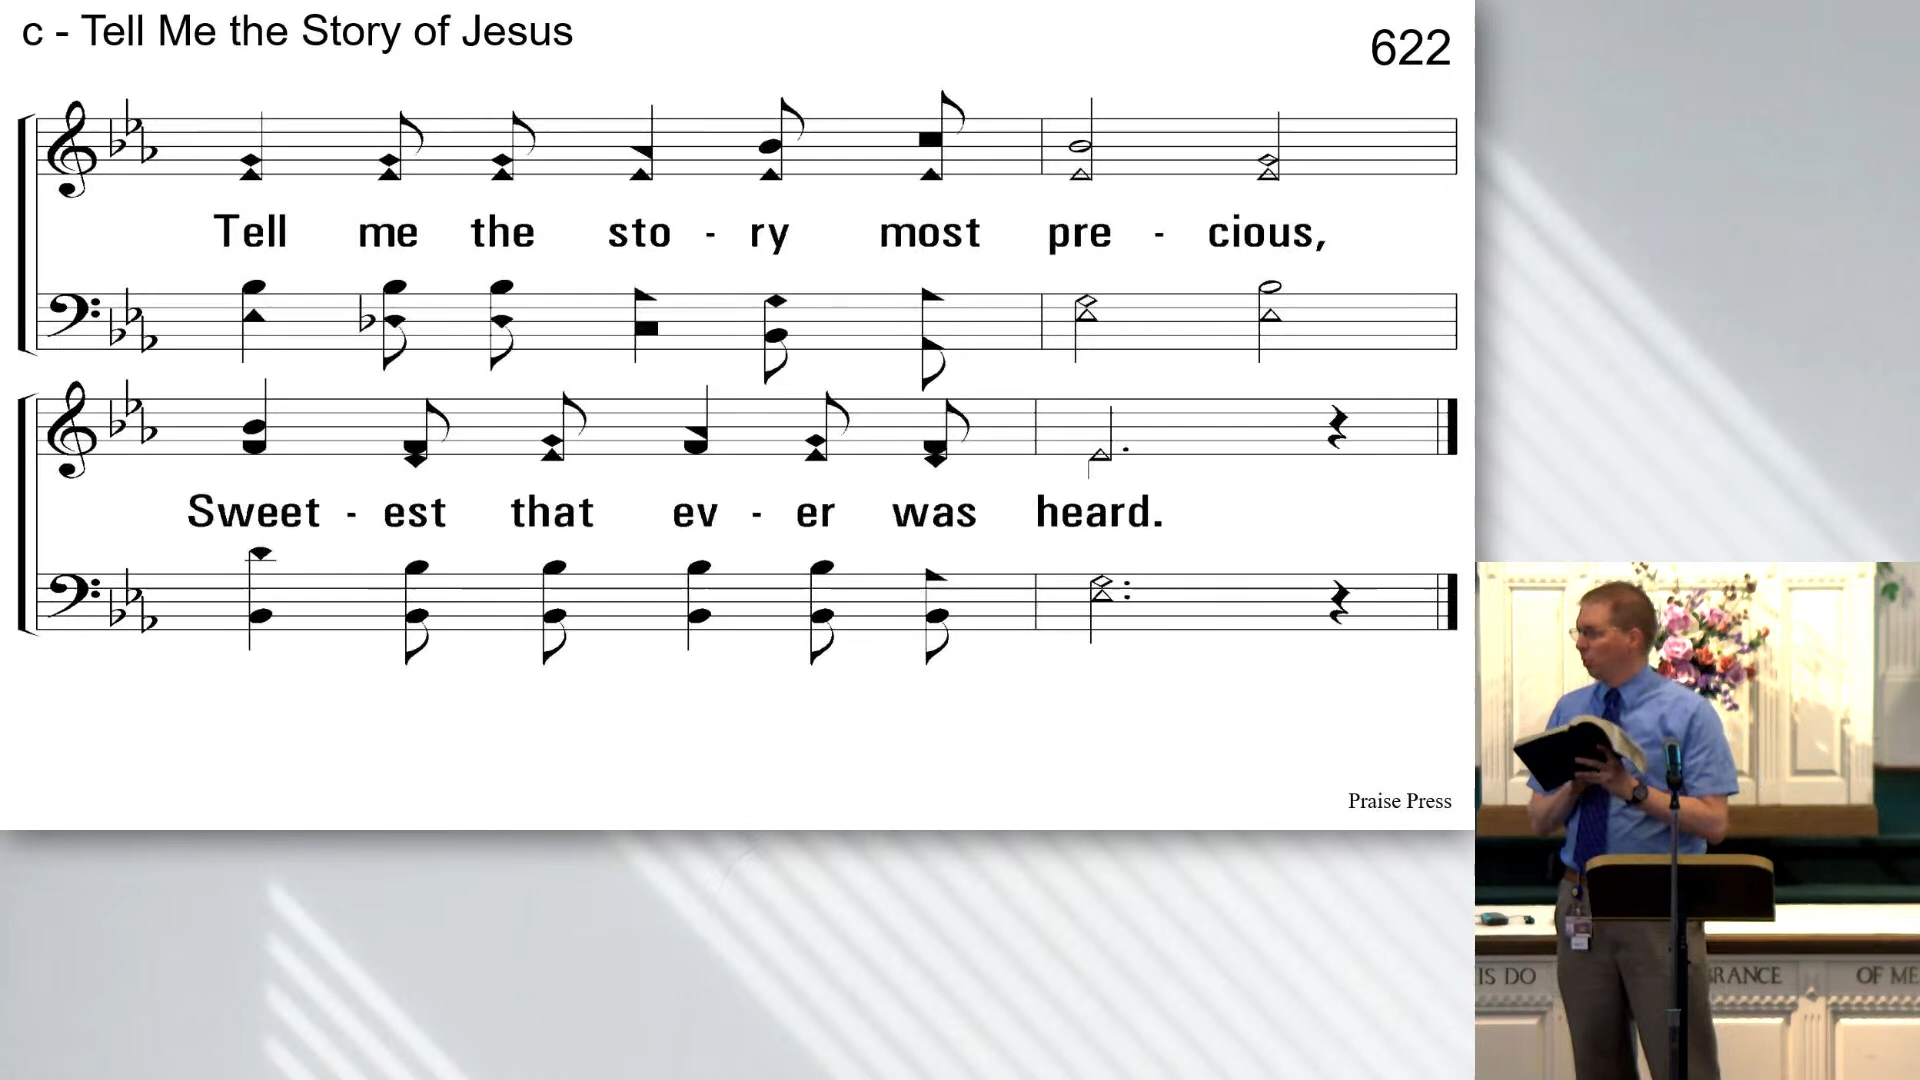 c - Tell Me the Story of Jesus
622
Tell me the sto - ry most pre - cious,
Sweet - est that ev - er was heard.
Praise Press
IS DO RANCE OF ME